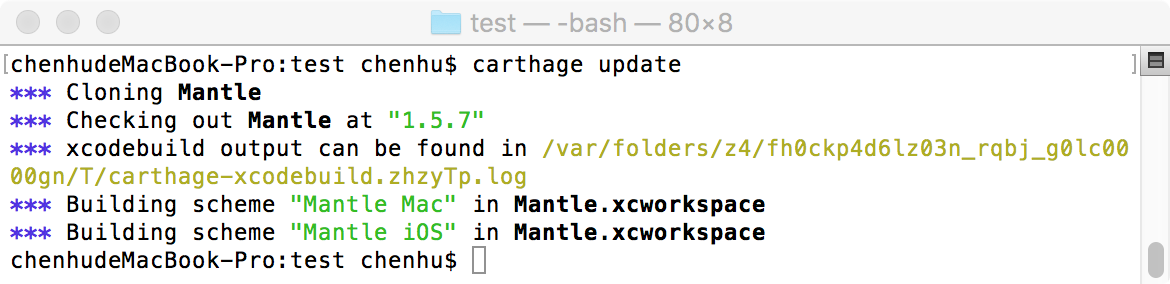 test — -bash — 80×8
[chenhudeMacBook-Pro:test chenhu$ carthage update ]
*** Cloning Mantle
*** Checking out Mantle at "1.5.7"
*** xcodebuild output can be found in /var/folders/z4/fh0ckp4d6lz03n_rqbj_g0lc00
00gn/T/carthage-xcodebuild.zhzyTp.log
*** Building scheme "Mantle Mac" in Mantle.xcworkspace
*** Building scheme "Mantle iOS" in Mantle.xcworkspace
chenhudeMacBook-Pro:test chenhu$